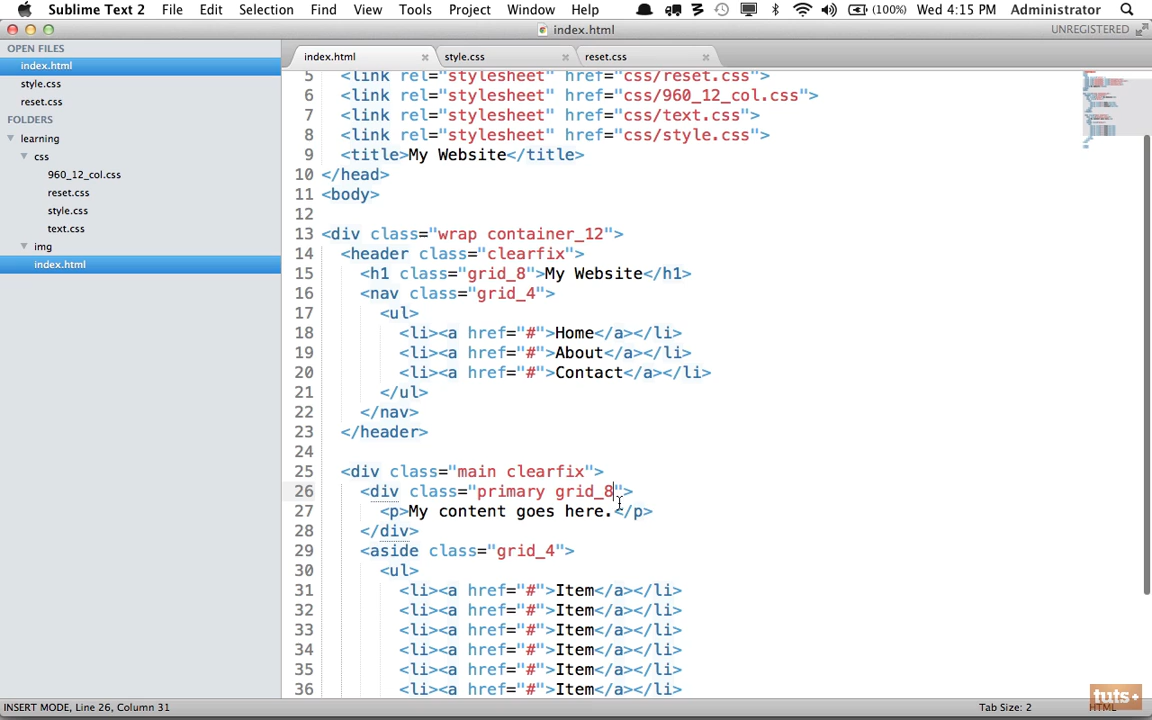 Sublime Text 2 File Edit Selection Find View Tools Project Window Help (100%) Wed 4:15 PM Administrator
index.html UNREGISTERED
OPEN FILES
index.html
style.css
reset.css
FOLDERS
learning
css
960_12_col.css
reset.css
style.css
text.css
img
index.html
index.html style.css reset.css
5 <link rel="stylesheet" href="css/reset.css">
6 <link rel="stylesheet" href="css/960_12_col.css">
7 <link rel="stylesheet" href="css/text.css">
8 <link rel="stylesheet" href="css/style.css">
9 <title>My Website</title>
10 </head>
11 <body>
12
13 <div class="wrap container_12">
14 <header class="clearfix">
15 <h1 class="grid_8">My Website</h1>
16 <nav class="grid_4">
17 <ul>
18 <li><a href="#">Home</a></li>
19 <li><a href="#">About</a></li>
20 <li><a href="#">Contact</a></li>
21 </ul>
22 </nav>
23 </header>
24
25 <div class="main clearfix">
26 <div class="primary grid_8">
27 <p>My content goes here.</p>
28 </div>
29 <aside class="grid_4">
30 <ul>
31 <li><a href="#">Item</a></li>
32 <li><a href="#">Item</a></li>
33 <li><a href="#">Item</a></li>
34 <li><a href="#">Item</a></li>
35 <li><a href="#">Item</a></li>
36 <li><a href="#">Item</a></li>
INSERT MODE, Line 26, Column 31 Tab Size: 2 HTML
tuts+